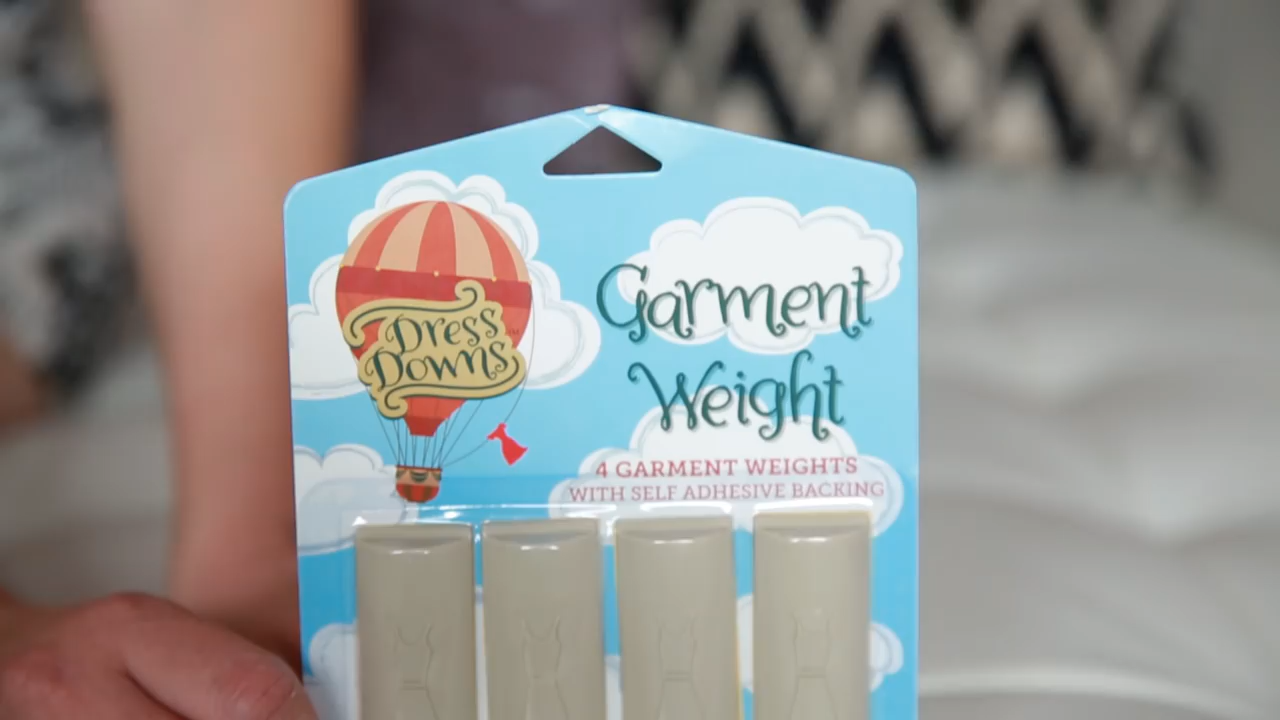 Dress
Downs
Garment
Weight
4 GARMENT WEIGHTS
WITH SELF ADHESIVE BACKING